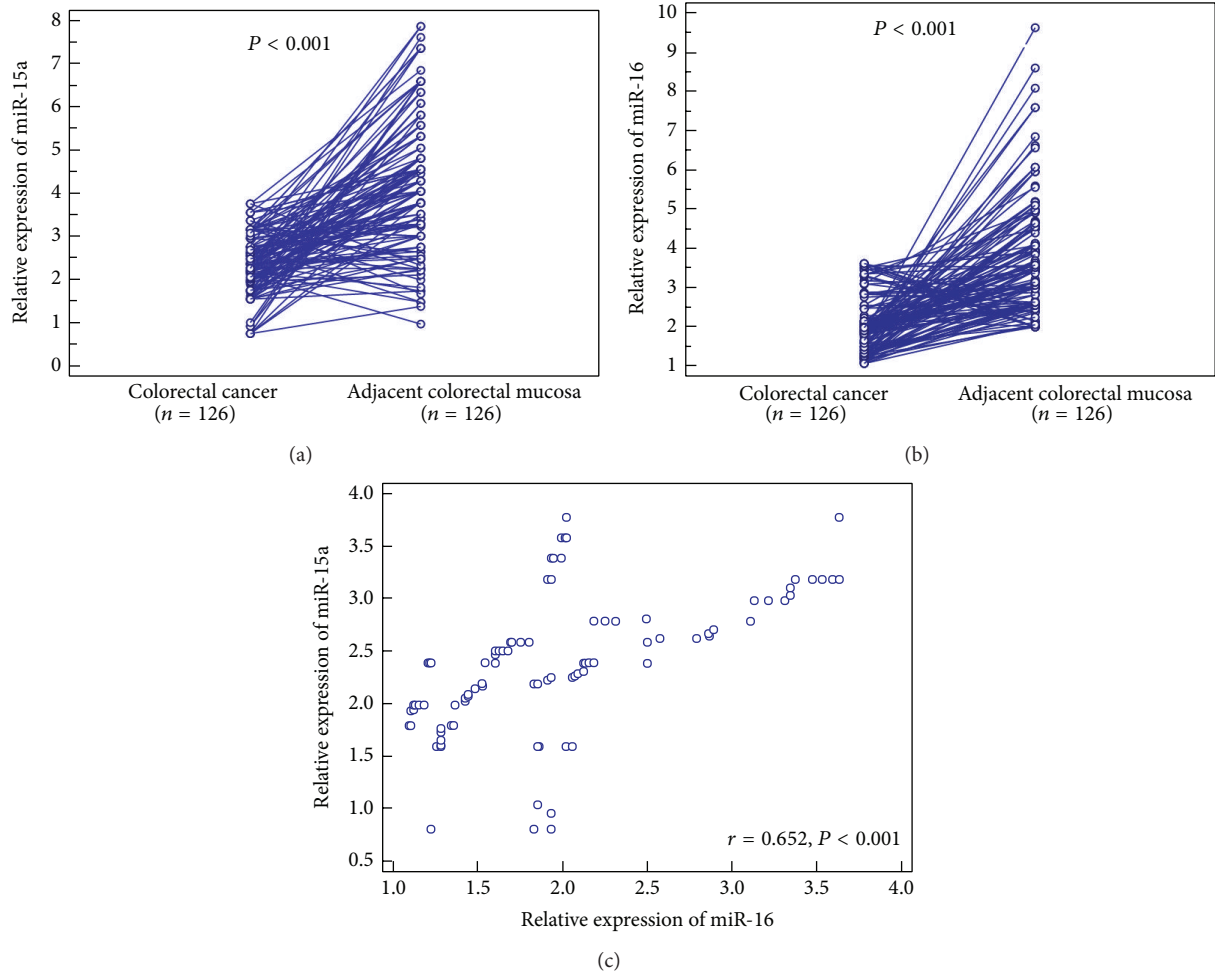 8
7
6
5
4
3
2
1
0
Relative expression of miR-15a
P < 0.001
Colorectal cancer
(n = 126)
Adjacent colorectal mucosa
(n = 126)
(a)
10
9
8
7
6
5
4
3
2
1
Relative expression of miR-16
P < 0.001
Colorectal cancer
(n = 126)
Adjacent colorectal mucosa
(n = 126)
(b)
4.0
3.5
3.0
2.5
2.0
1.5
1.0
0.5
Relative expression of miR-15a
r = 0.652, P < 0.001
1.0 1.5 2.0 2.5 3.0 3.5 4.0
Relative expression of miR-16
(c)